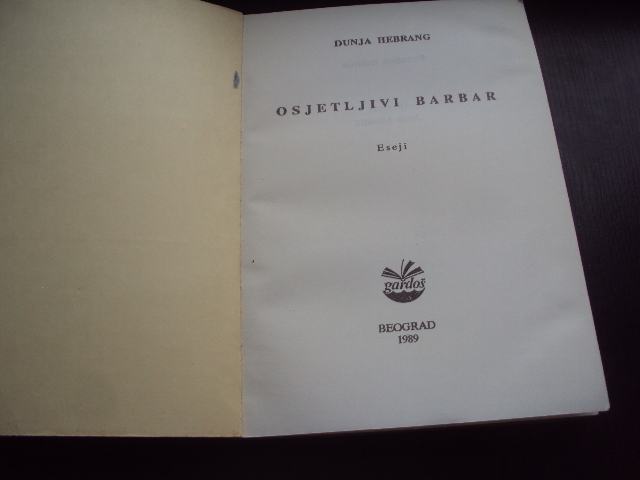 DUNJA HEBRANG
OSJETLJIVI BARBAR
Eseji
gardoš
BEOGRAD
1989